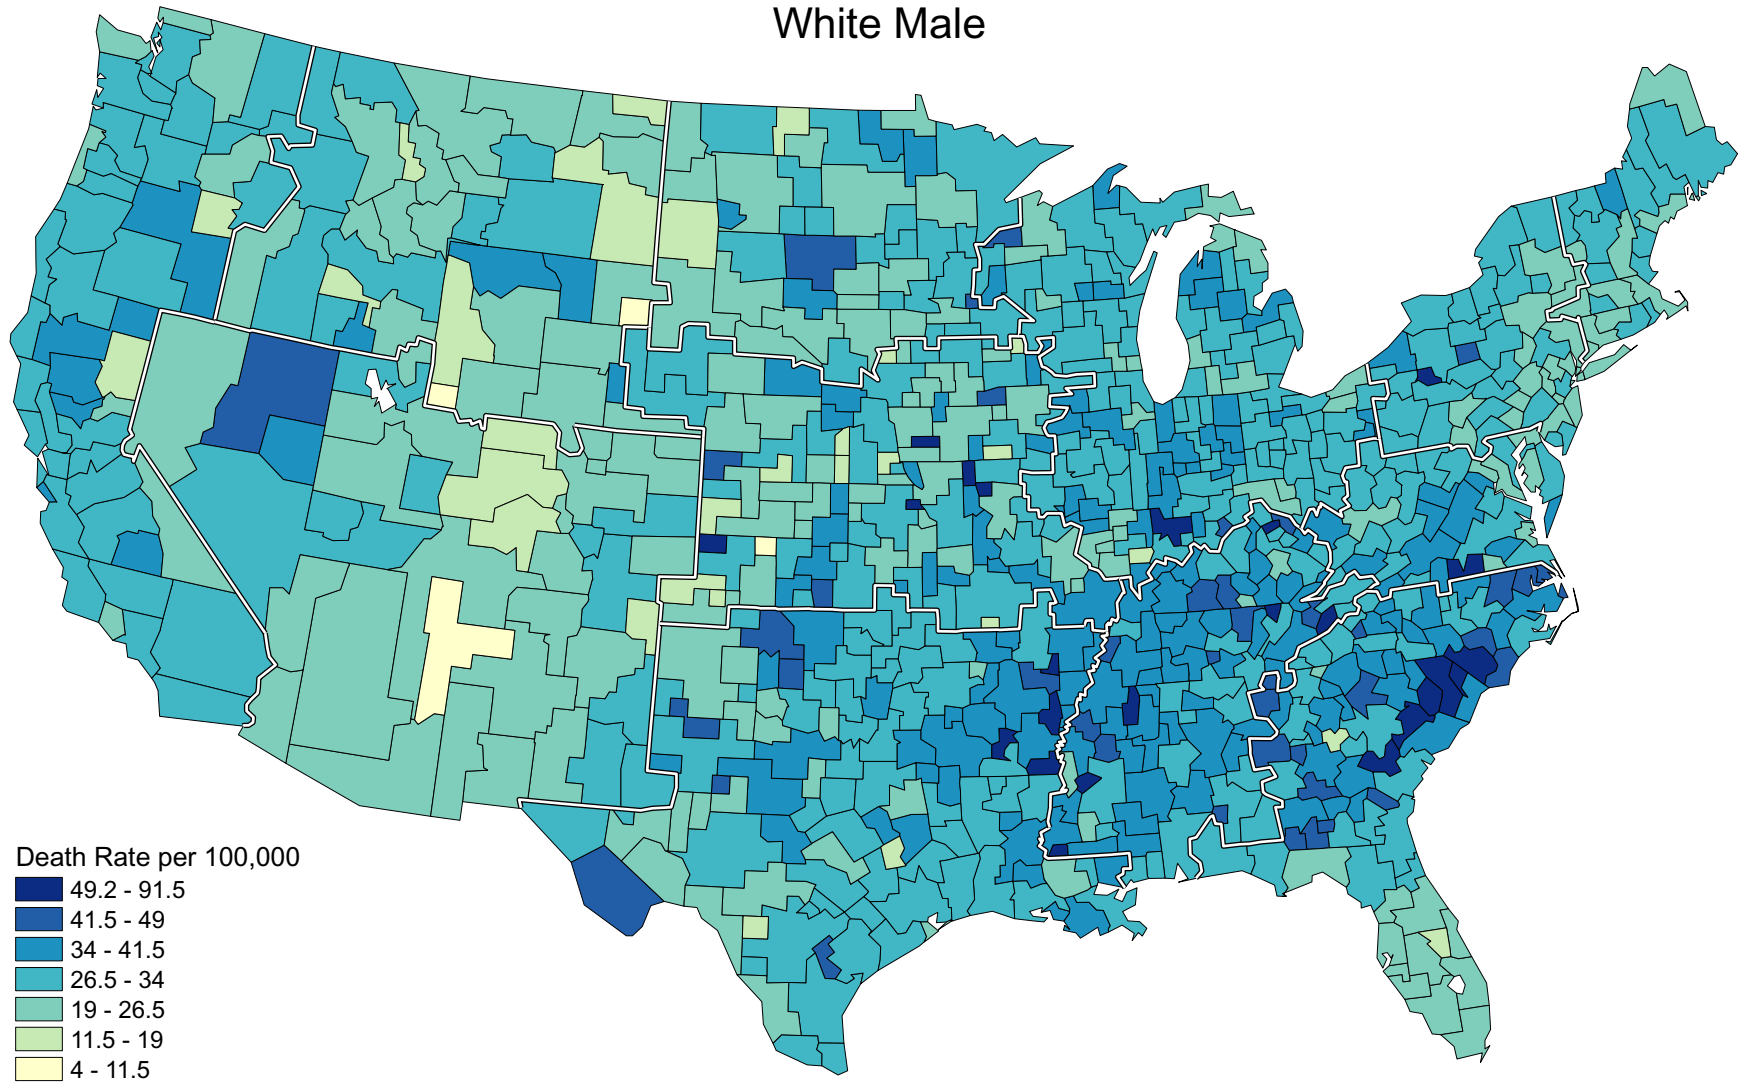 White Male
Death Rate per 100,000
49.2 - 91.5
41.5 - 49
34 - 41.5
26.5 - 34
19 - 26.5
11.5 - 19
4 - 11.5